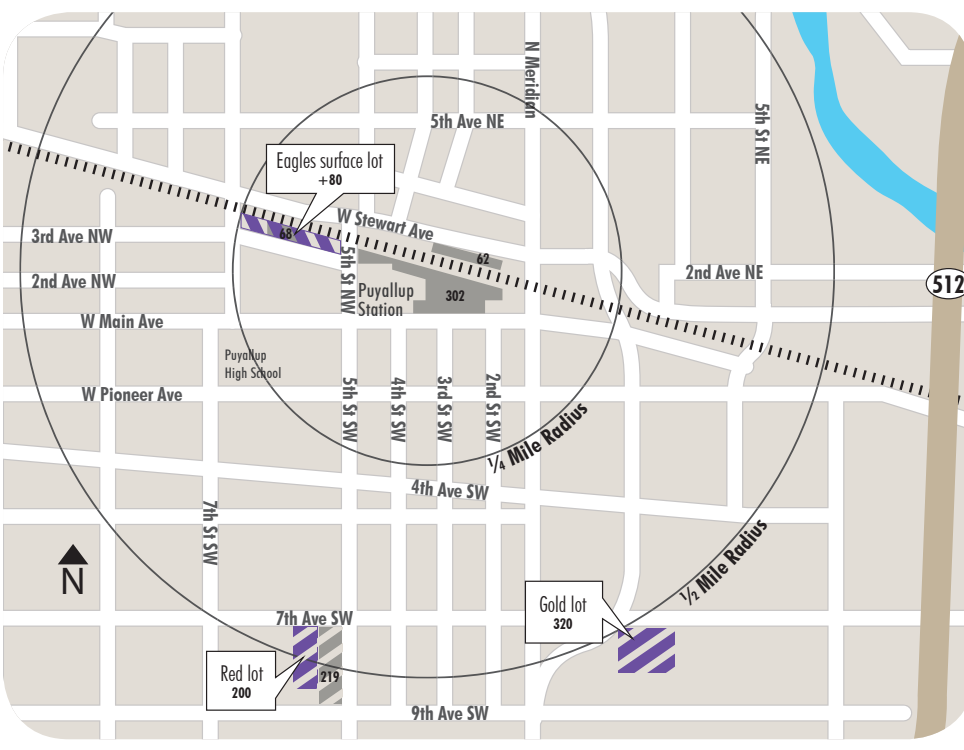 N Meridian
5th Ave NE
5th St NE
Eagles surface lot
+80
W Stewart Ave
68
3rd Ave NW
62
2nd Ave NE
2nd Ave NW
5th St NW
Puyallup
Station
302
512
W Main Ave
Puyallup
High School
W Pioneer Ave
5th St SW
4th St SW
3rd St SW
2nd St SW
1/4 Mile Radius
4th Ave SW
7th St SW
1/2 Mile Radius
N
Gold lot
320
7th Ave SW
Red lot
200
219
9th Ave SW